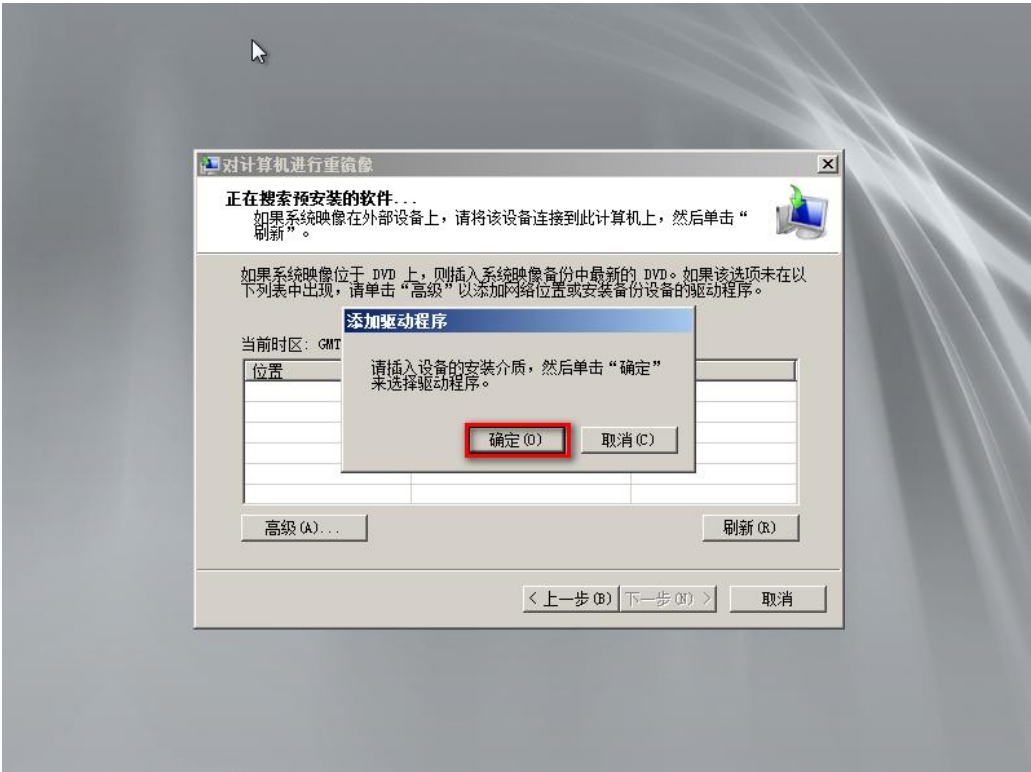 对计算机进行重镜像
正在搜索预安装的软件...
如果系统映像在外部设备上，请将该设备连接到此计算机上，然后单击“
刷新”。
如果系统映像位于 DVD 上，则插入系统映像备份中最新的 DVD。如果该选项未在以
下列表中出现，请单击“高级”以添加网络位置或安装备份设备的驱动程序。
添加驱动程序
当前时区: GMT
请插入设备的安装介质，然后单击“确定”
来选择驱动程序。
位置
确定(O) 取消(C)
高级(A)... 刷新(R)
< 上一步(B) 下一步(N) > 取消